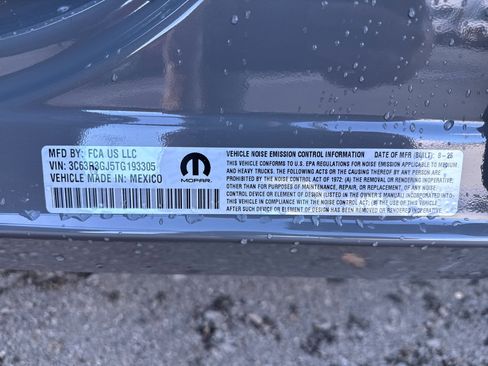 MFD BY: FCA US LLC
VIN: 3C63R3GJ5TG193305
VEHICLE MADE IN: MEXICO
MOPAR
VEHICLE NOISE EMISSION CONTROL INFORMATION DATE OF MFR (BUILT): 8-25
THIS VEHICLE CONFORMS TO U.S. EPA REGULATIONS FOR NOISE EMISSION APPLICABLE TO MEDIUM
AND HEAVY TRUCKS. THE FOLLOWING ACTS OR THE CAUSING THEREOF BY ANY PERSON ARE
PROHIBITED BY THE NOISE CONTROL ACT OF 1972: (A) THE REMOVAL OR RENDERING INOPERATIVE,
OTHER THAN FOR PURPOSES OF MAINTENANCE, REPAIR, OR REPLACEMENT, OF ANY NOISE CONTROL
DEVICE OR ELEMENT OF DESIGN (LISTED IN THE OWNER'S MANUAL) INCORPORATED INTO
THIS VEHICLE IN COMPLIANCE WITH THE NOISE CONTROL ACT; (B) THE USE OF THIS VEHICLE
AFTER SUCH DEVICE OR ELEMENT OF DESIGN HAS BEEN REMOVED OR RENDERED INOPERATIVE.